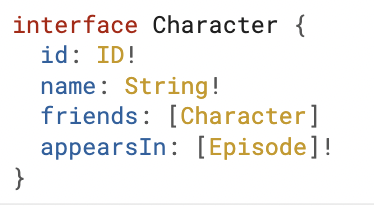 interface Character {
  id: ID!
  name: String!
  friends: [Character]
  appearsIn: [Episode]!
}